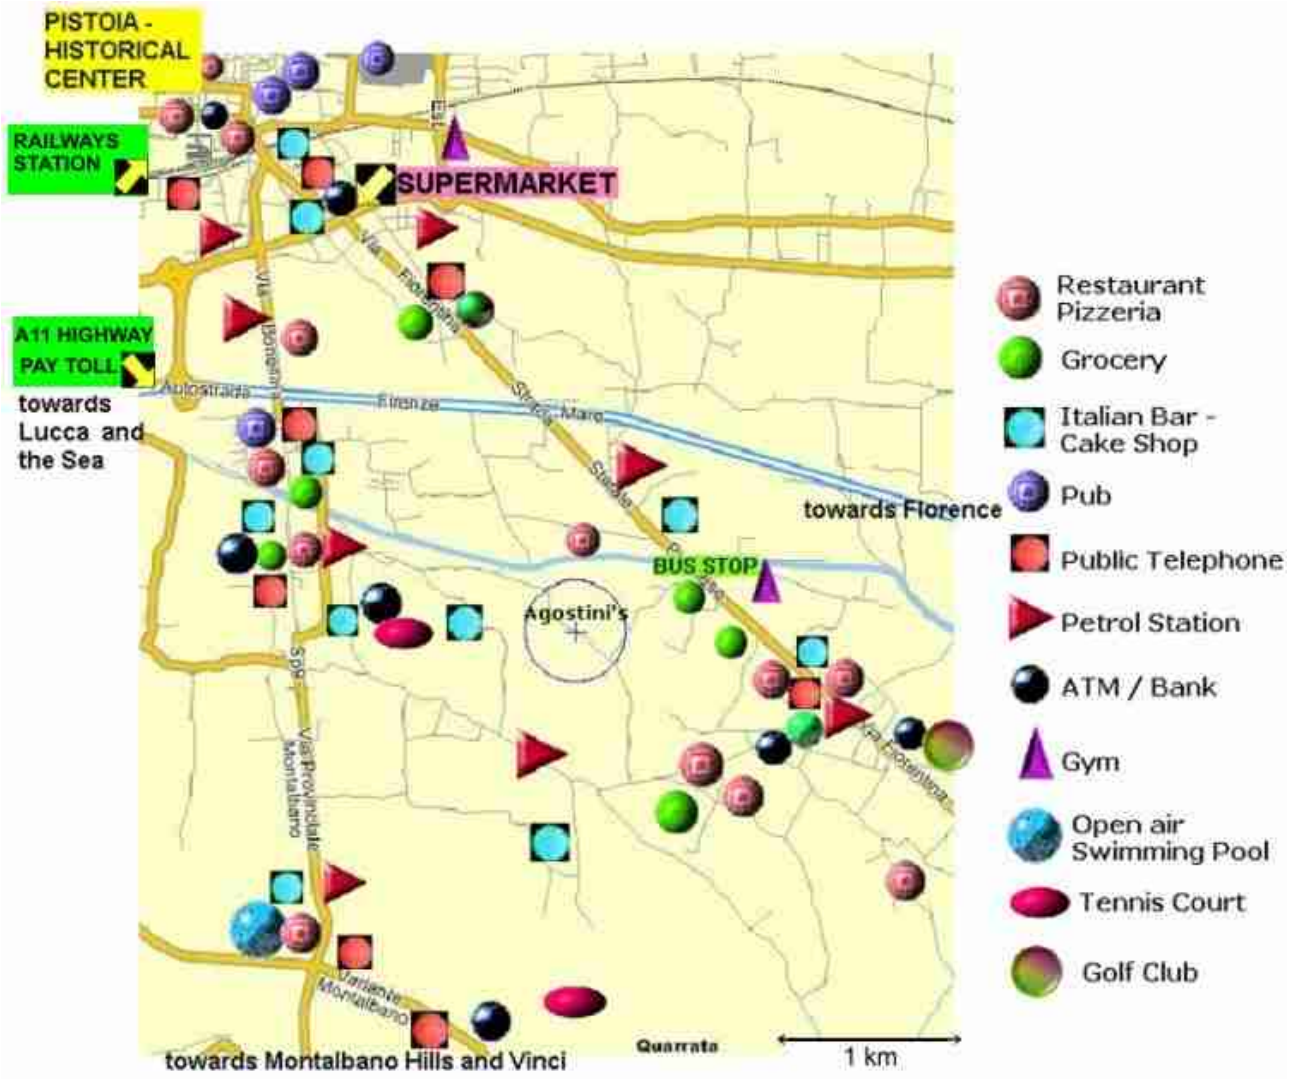 PISTOIA -
HISTORICAL
CENTER
RAILWAYS
STATION
Est
SUPERMARKET
Via Fiorentina
Via Bonellina
A11 HIGHWAY
PAY TOLL
towards
Lucca and
the Sea
Autostrada Firenze Mare
Strada Statale
towards Florence
BUS STOP
Agostini's
Sp9
Via Provinciale
Montalbano
Fiorentina
Variante
Montalbano
Quarrata
1 km
towards Montalbano Hills and Vinci
Restaurant
Pizzeria
Grocery
Italian Bar -
Cake Shop
Pub
Public Telephone
Petrol Station
ATM / Bank
Gym
Open air
Swimming Pool
Tennis Court
Golf Club